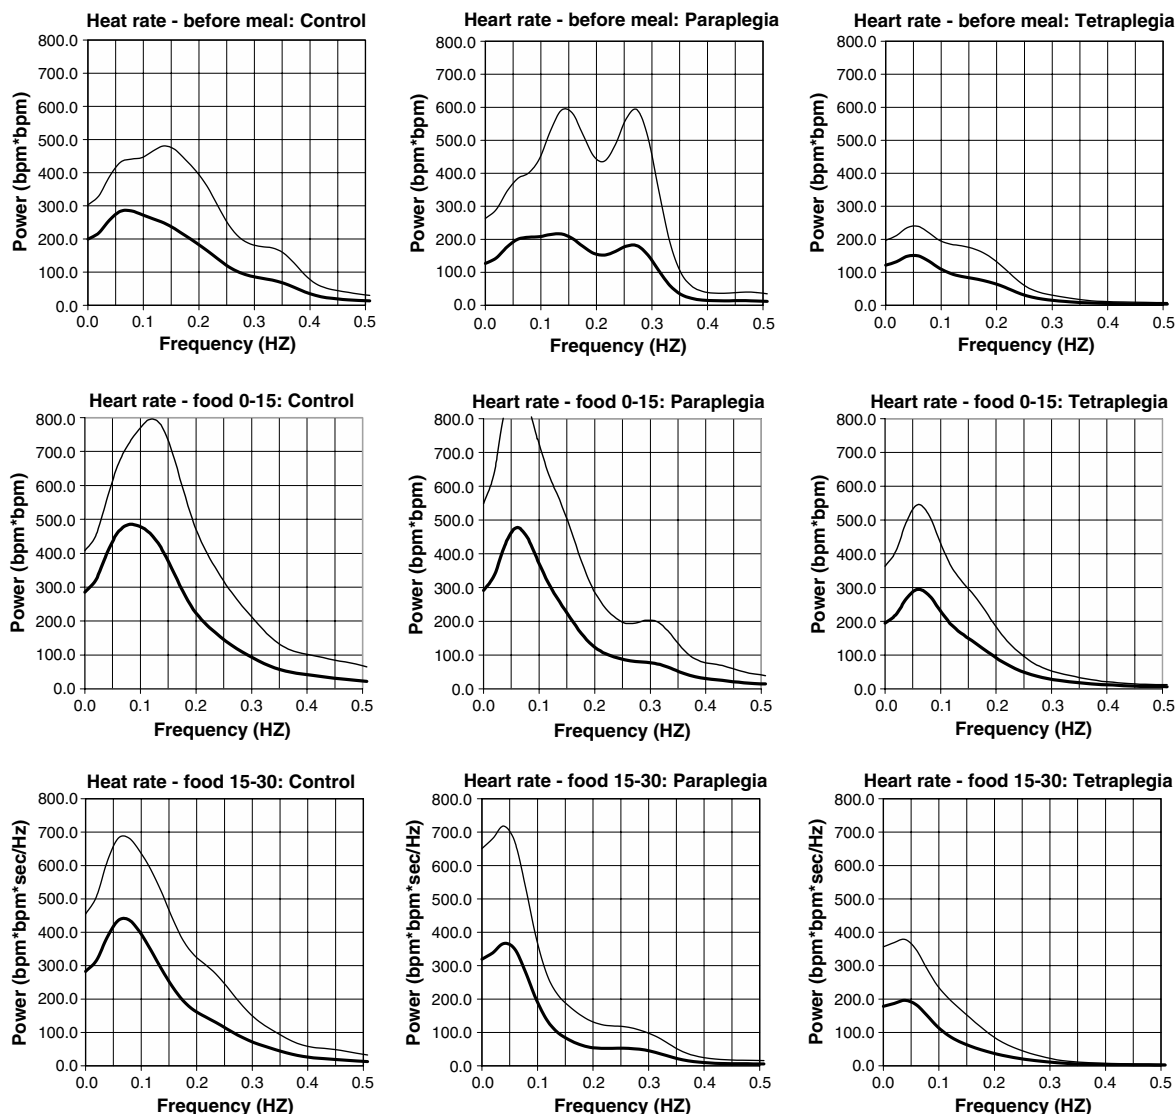 Heat rate - before meal: Control
800.0
700.0
600.0
500.0
400.0
300.0
200.0
100.0
0.0
Power (bpm*bpm)
0.0 0.1 0.2 0.3 0.4 0.5
Frequency (HZ)
Heart rate - before meal: Paraplegia
800.0
700.0
600.0
500.0
400.0
300.0
200.0
100.0
0.0
Power (bpm*bpm)
0.0 0.1 0.2 0.3 0.4 0.5
Frequency (HZ)
Heart rate - before meal: Tetraplegia
800.0
700.0
600.0
500.0
400.0
300.0
200.0
100.0
0.0
Power (bpm*bpm)
0.0 0.1 0.2 0.3 0.4 0.5
Frequency (HZ)
Heart rate - food 0-15: Control
800.0
700.0
600.0
500.0
400.0
300.0
200.0
100.0
0.0
Power (bpm*bpm)
0.0 0.1 0.2 0.3 0.4 0.5
Frequency (HZ)
Heart rate - food 0-15: Paraplegia
800.0
700.0
600.0
500.0
400.0
300.0
200.0
100.0
0.0
Power (bpm*bpm)
0.0 0.1 0.2 0.3 0.4 0.5
Frequency (HZ)
Heart rate - food 0-15: Tetraplegia
800.0
700.0
600.0
500.0
400.0
300.0
200.0
100.0
0.0
Power (bpm*bpm)
0.0 0.1 0.2 0.3 0.4 0.5
Frequency (HZ)
Heat rate - food 15-30: Control
800.0
700.0
600.0
500.0
400.0
300.0
200.0
100.0
0.0
Power (bpm*bpm*sec/Hz)
0.0 0.1 0.2 0.3 0.4 0.5
Frequency (HZ)
Heart rate - food 15-30: Paraplegia
800.0
700.0
600.0
500.0
400.0
300.0
200.0
100.0
0.0
Power (bpm*bpm*sec/Hz)
0.0 0.1 0.2 0.3 0.4 0.5
Frequency (HZ)
Heart rate - food 15-30: Tetraplegia
800.0
700.0
600.0
500.0
400.0
300.0
200.0
100.0
0.0
Power (bpm*bpm*sec/Hz)
0.0 0.1 0.2 0.3 0.4 0.5
Frequency (HZ)